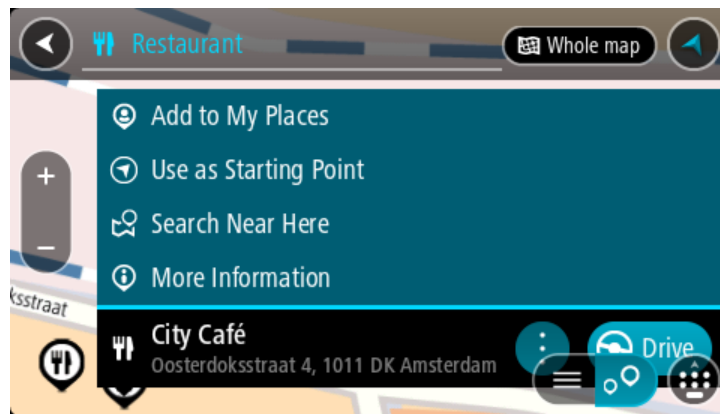 Restaurant
Whole map
Add to My Places
Use as Starting Point
Search Near Here
More Information
ksstraat
City Café
Drive
Oosterdoksstraat 4, 1011 DK Amsterdam